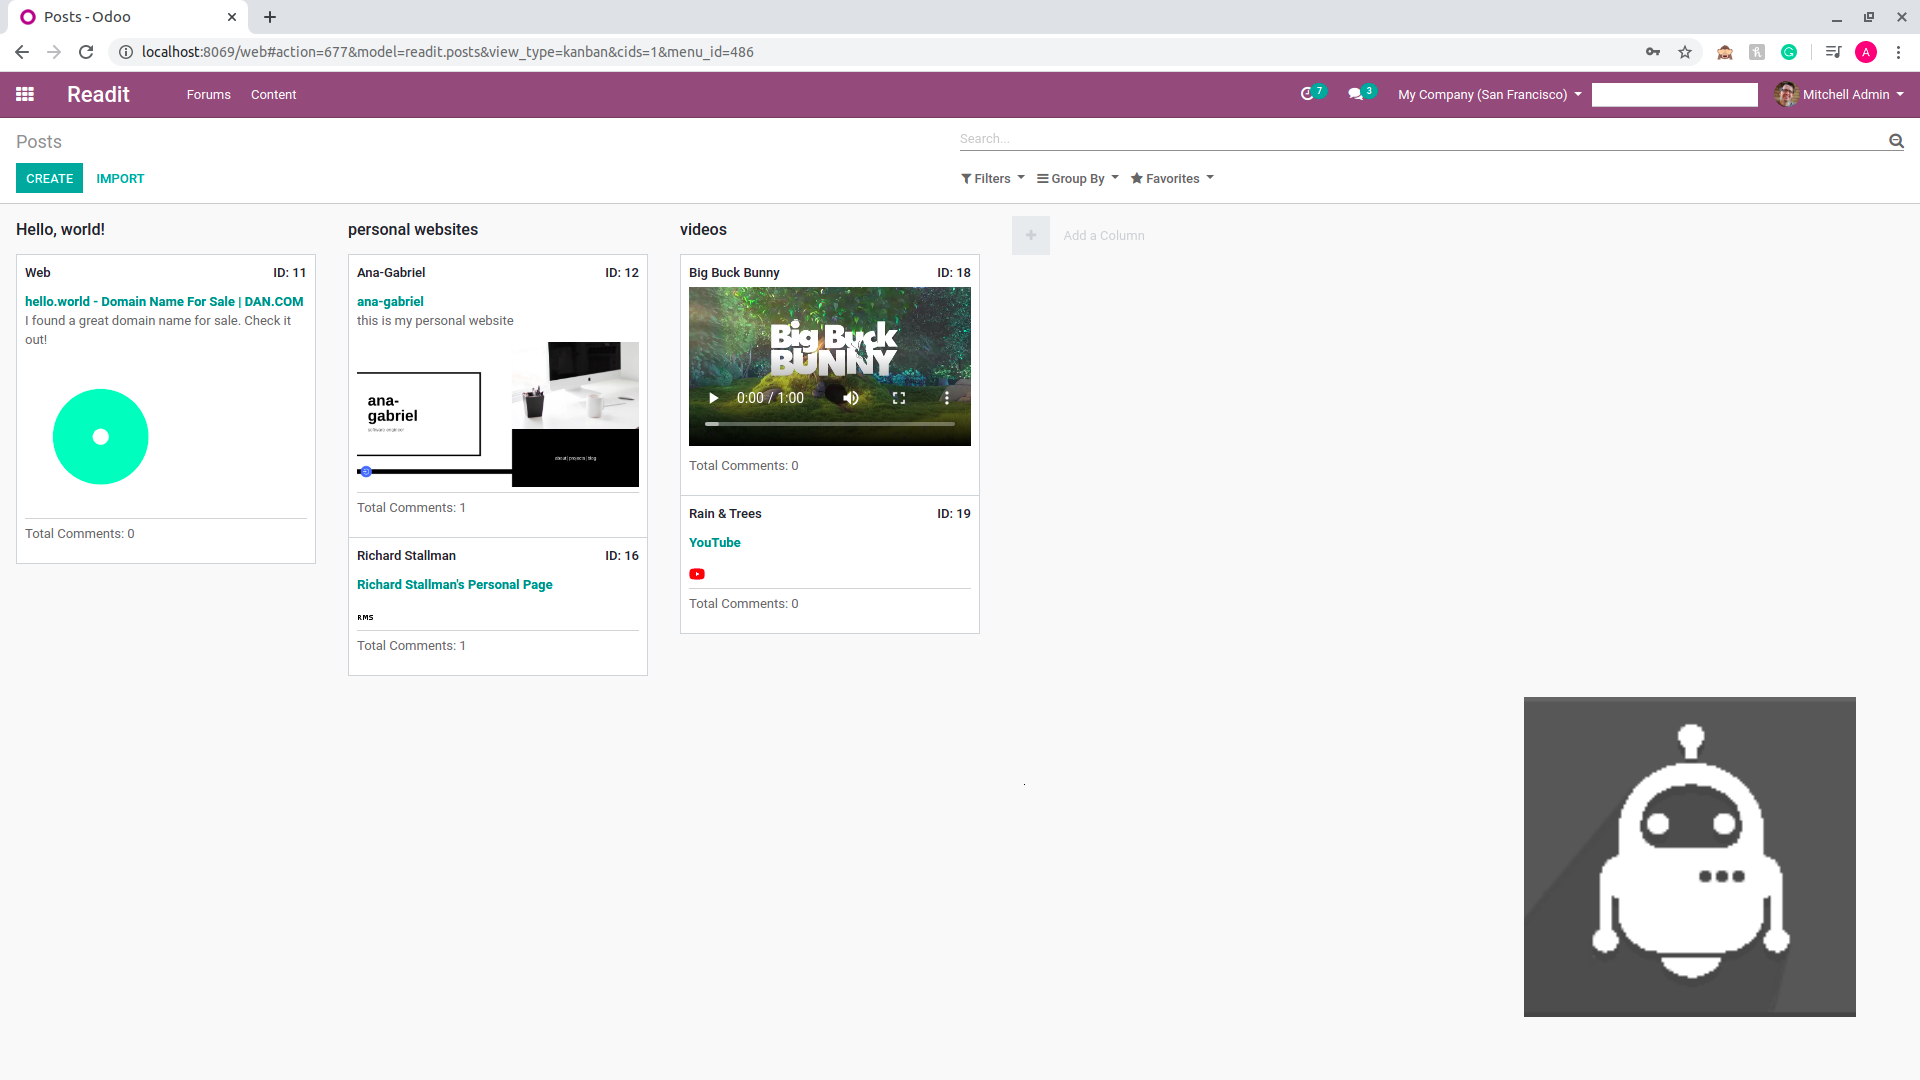 Posts - Odoo
localhost:8069/web#action=677&model=readit.posts&view_type=kanban&cids=1&menu_id=486
A
Readit
Forums
Content
7
3
My Company (San Francisco)
Mitchell Admin
Posts
Search...
CREATE
IMPORT
Filters
Group By
Favorites
Hello, world!
Web
ID: 11
hello.world - Domain Name For Sale | DAN.COM
I found a great domain name for sale. Check it
out!
Total Comments: 0
personal websites
Ana-Gabriel
ID: 12
ana-gabriel
this is my personal website
ana-
gabriel
software engineer
about | projects | blog
Total Comments: 1
Richard Stallman
ID: 16
Richard Stallman's Personal Page
RMS
Total Comments: 1
videos
Big Buck Bunny
ID: 18
Big Buck
BUNNY
0:00 / 1:00
Total Comments: 0
Rain & Trees
ID: 19
YouTube
Total Comments: 0
Add a Column